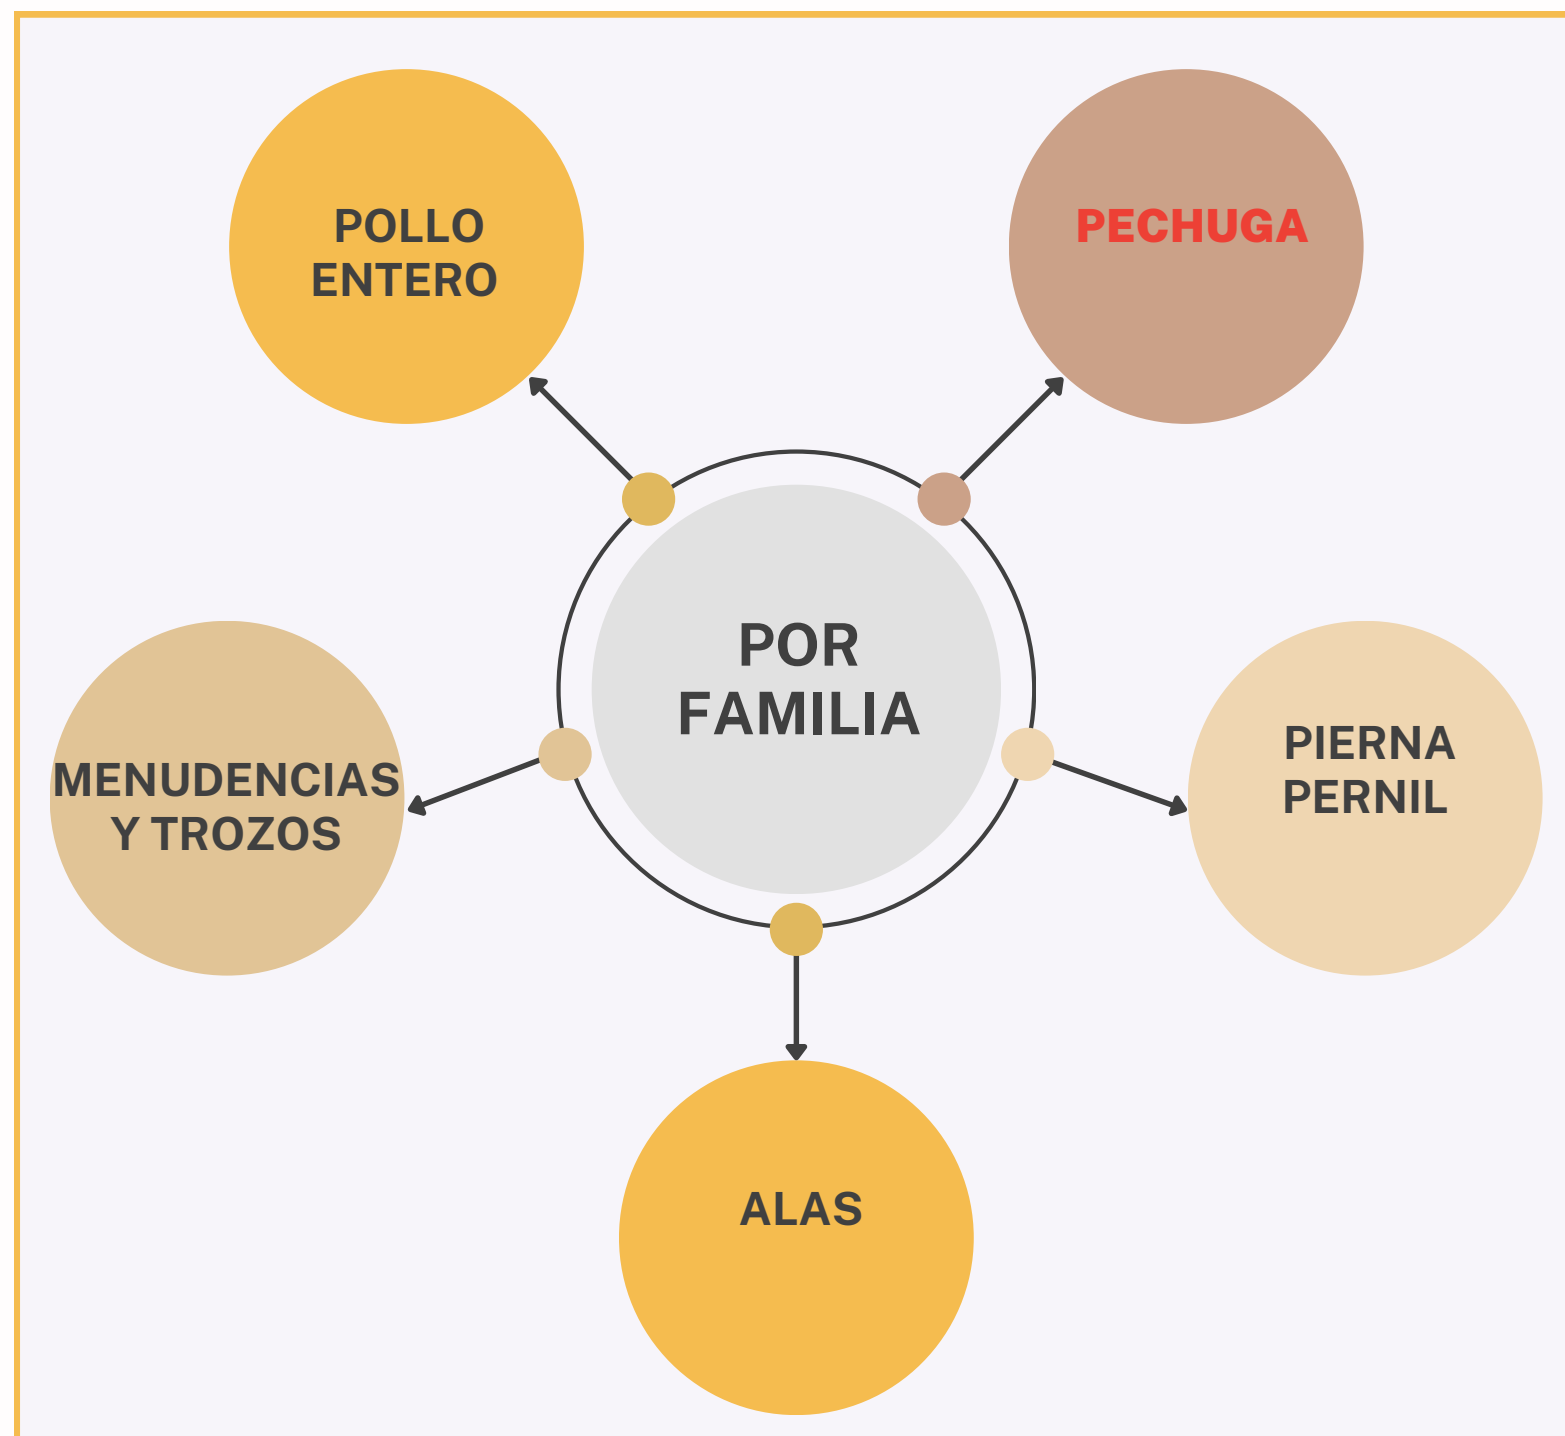 POLLO
ENTERO
PECHUGA
POR
FAMILIA
MENUDENCIAS
Y TROZOS
PIERNA
PERNIL
ALAS